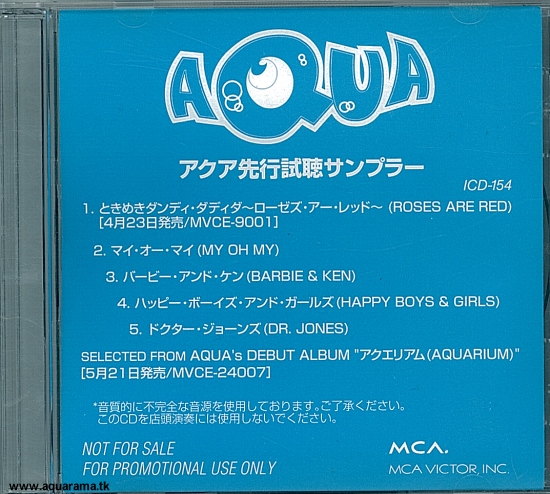 AQUA
アクア先行試聴サンプラー
ICD-154
1. ときめきダンディ・ダディダ〜ローゼズ・アー・レッド〜 (ROSES ARE RED)
[4月23日発売/MVCE-9001]
2. マイ・オー・マイ (MY OH MY)
3. バービー・アンド・ケン (BARBIE & KEN)
4. ハッピー・ボーイズ・アンド・ガールズ (HAPPY BOYS & GIRLS)
5. ドクター・ジョーンズ (DR. JONES)
SELECTED FROM AQUA's DEBUT ALBUM "アクエリアム (AQUARIUM)"
[5月21日発売/MVCE-24007]
*音質的に不完全な音源を使用しております。ご了承ください。
このCDを店頭演奏には使用しないでください。
NOT FOR SALE
FOR PROMOTIONAL USE ONLY
MCA.
MCA VICTOR, INC.
www.aquarama.tk